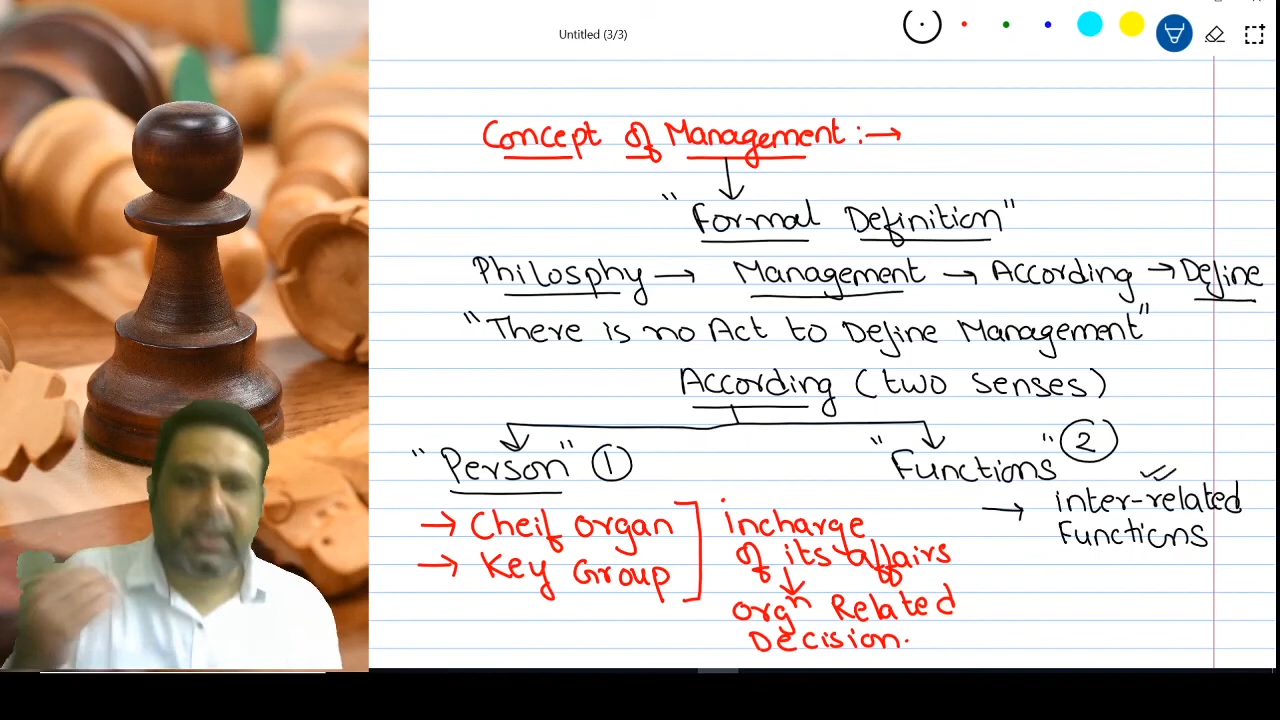 Untitled (3/3)
Concept of Management :→
"Formal Definition"
Philosphy → Management → According → Define
"There is no Act to Define Management"
According (two senses)
"Person" ①
"Functions" ②
→ Cheif organ
→ Key Group
incharge
of its affairs
orgⁿ Related
Decision.
→ inter-related
Functions